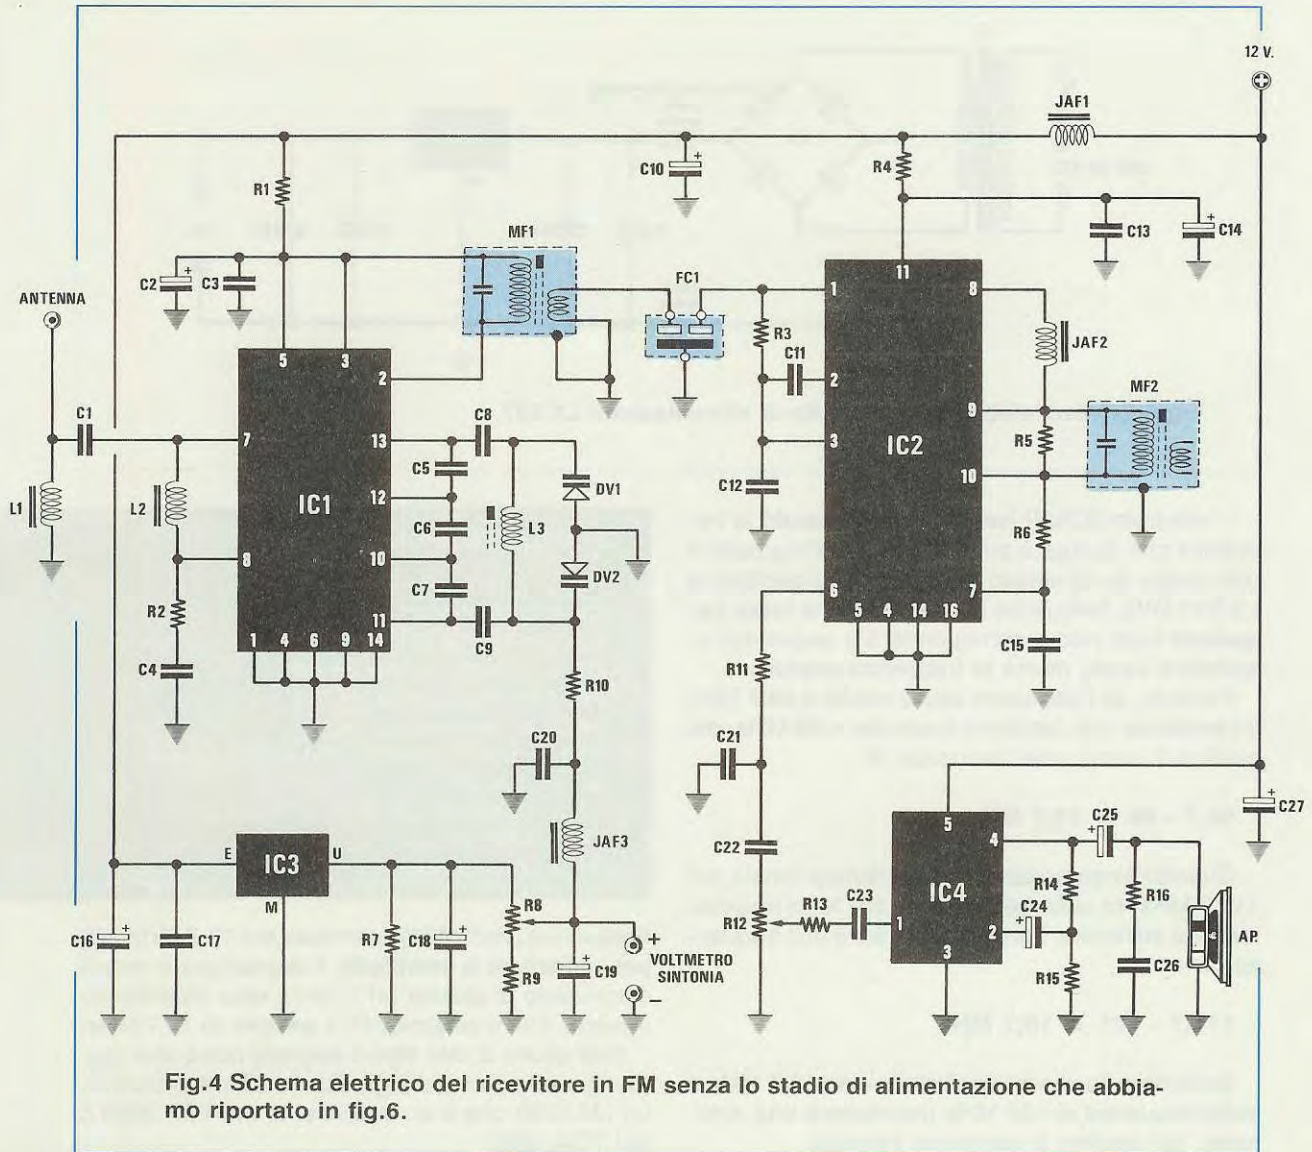 12 V.
JAF1
C10
R4
R1
C13
C14
MF1
FC1
C2
C3
ANTENNA
11
1
8
R3
JAF2
C11
5
3
2
2
MF2
C1
7
13
C8
9
3
IC2
R5
C5
DV1
C12
10
L1
L2
IC1
12
C6
L3
R6
8
10
DV2
C7
6
7
R2
11
C9
5
4
14
16
1
4
6
9
14
C15
C4
R11
R10
C20
C21
C27
JAF3
C22
5
C25
4
E
IC3
U
IC4
R14
R16
M
R8
R12
R13
C23
1
C24
2
AP.
C16
C17
R7
C18
R9
C19
VOLTMETRO
SINTONIA
3
R15
C26
Fig.4 Schema elettrico del ricevitore in FM senza lo stadio di alimentazione che abbia-
mo riportato in fig.6.